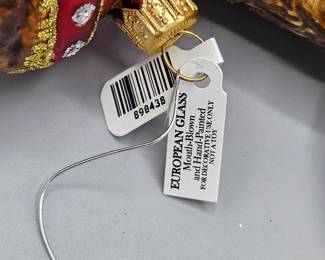 898438
EUROPEAN GLASS
Mouth-Blown
and Hand-Painted
FOR DECORATIVE USE ONLY
NOT A TOY